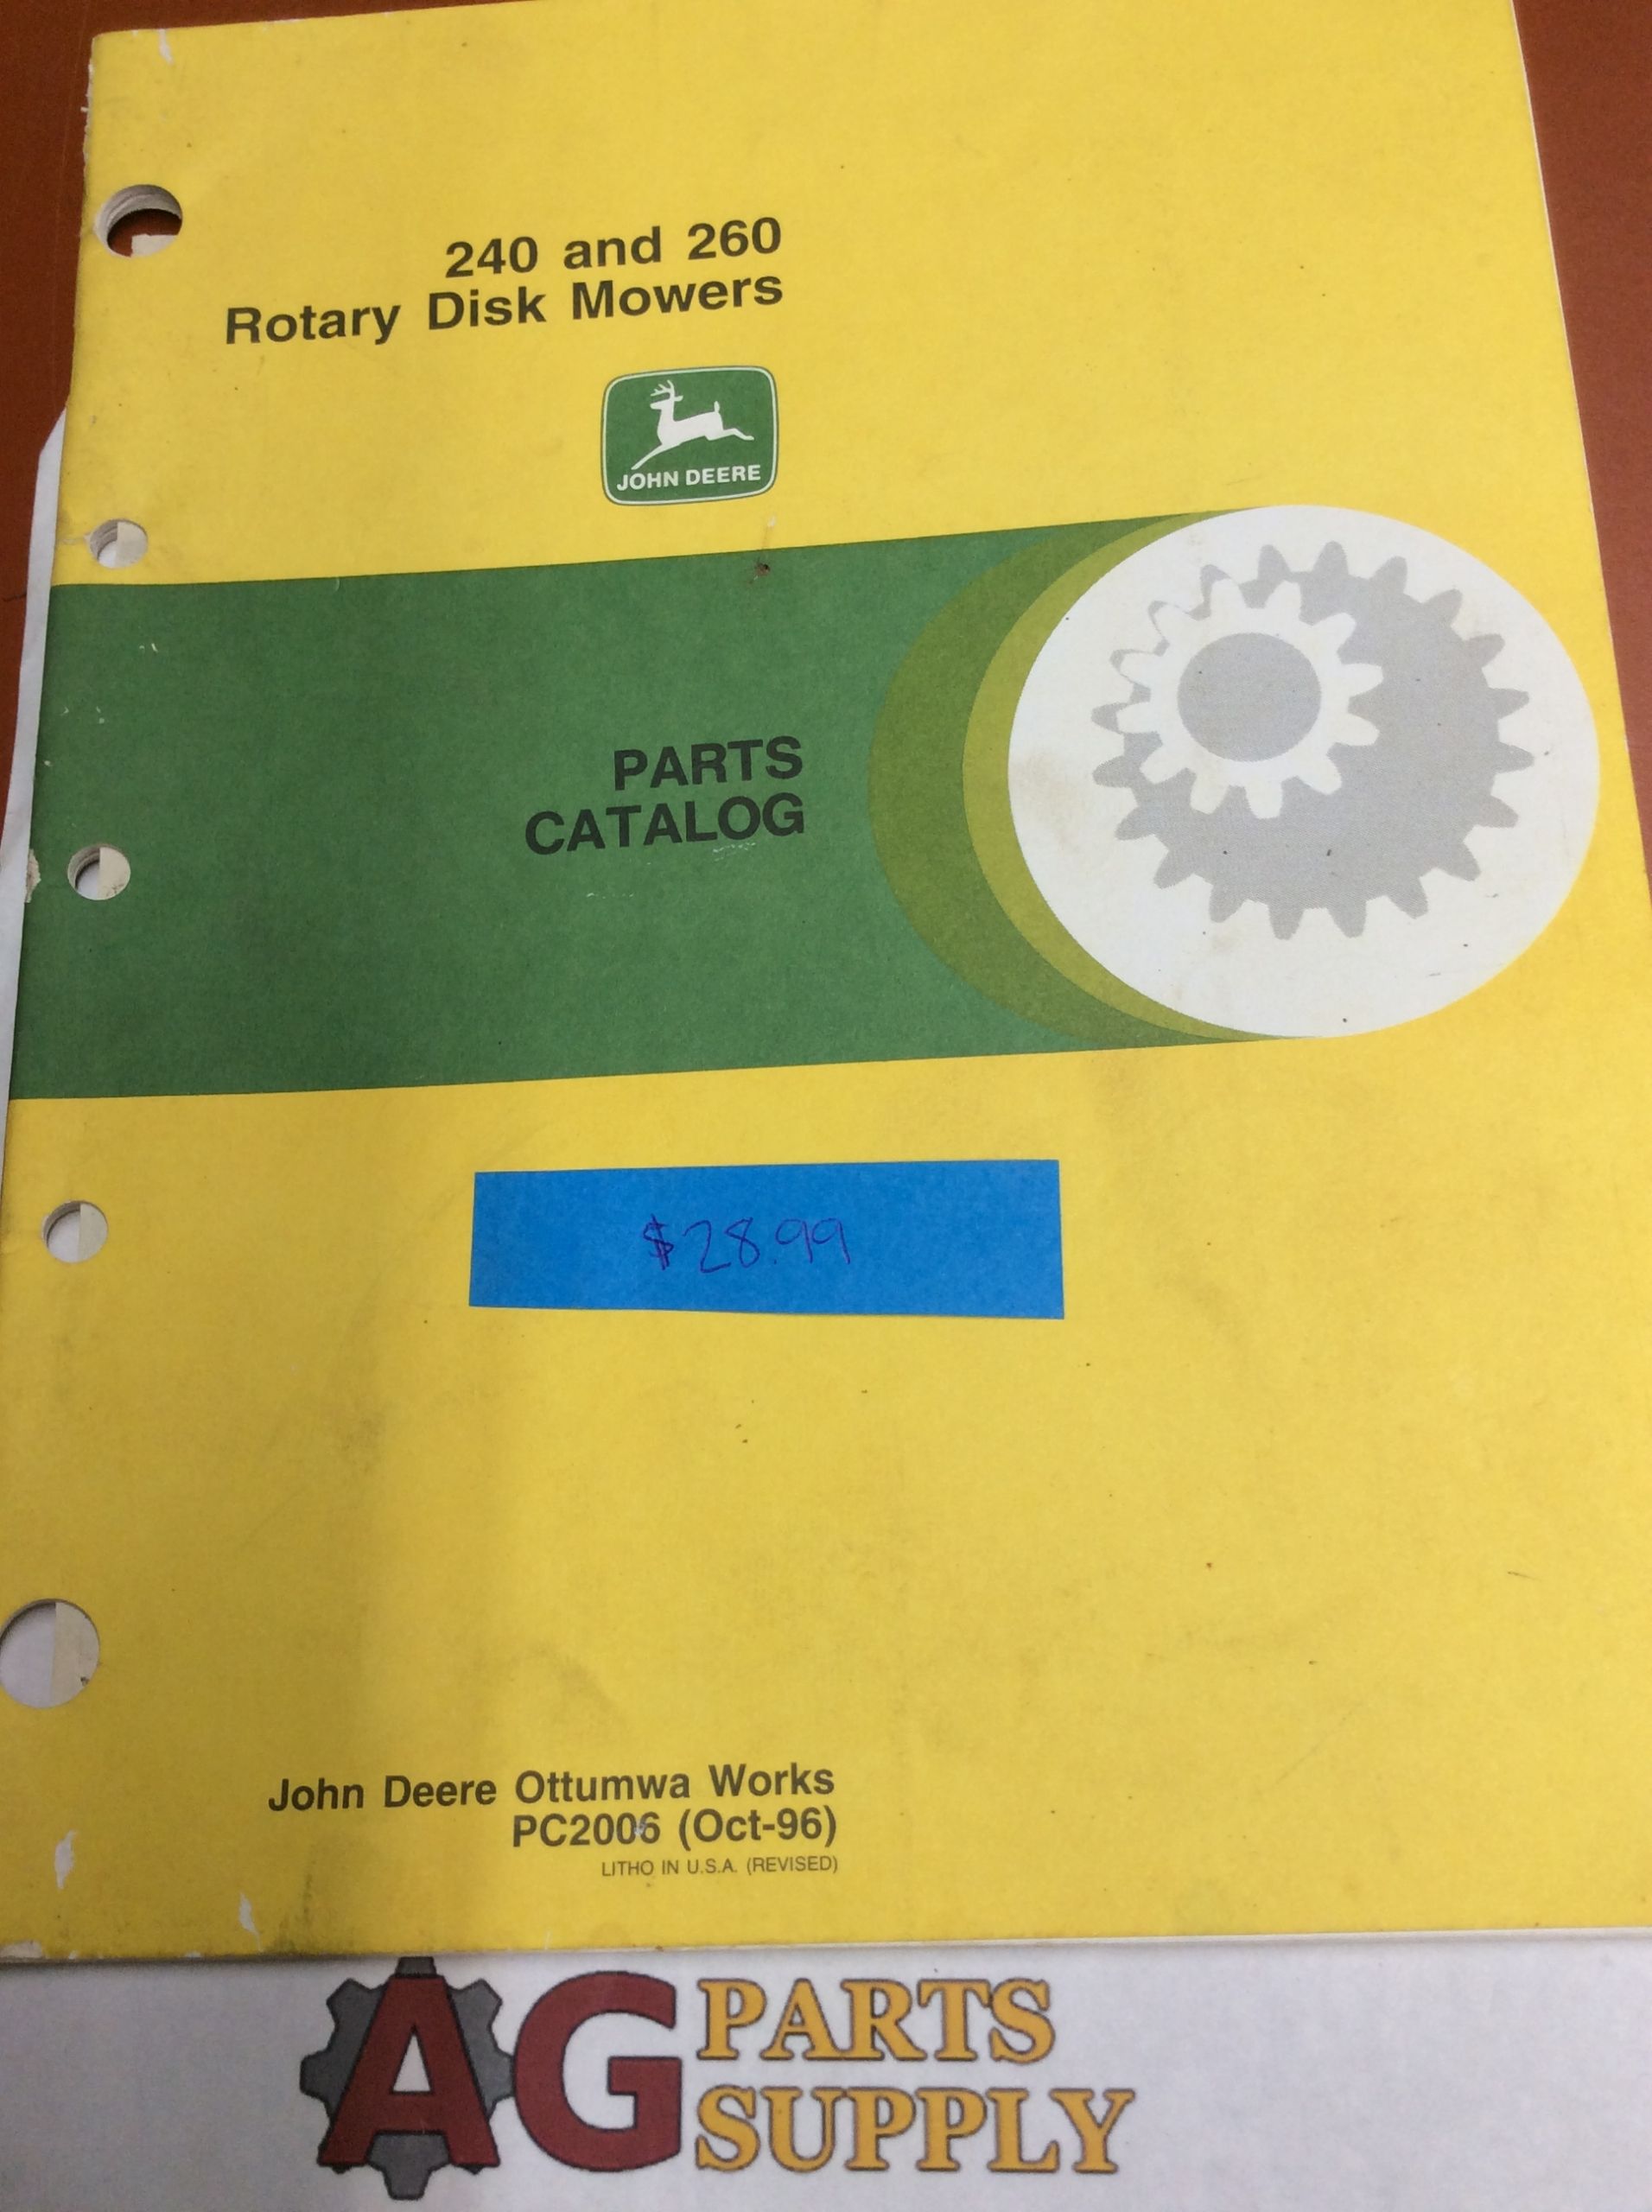 240 and 260
Rotary Disk Mowers
JOHN DEERE
PARTS
CATALOG
$28.99
John Deere Ottumwa Works
PC2006 (Oct-96)
LITHO IN U.S.A. (REVISED)
AG PARTS
SUPPLY